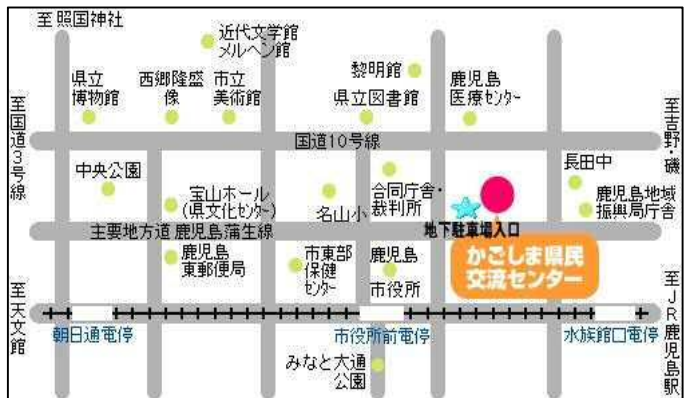 至 照国神社
近代文学館
メルヘン館
県立
博物館
西郷隆盛
像
市立
美術館
黎明館
県立図書館
鹿児島
医療センター
至国道3号線
至吉野・磯
国道10号線
中央公園
宝山ホール
(県文化センター)
名山小
合同庁舎・
裁判所
長田中
鹿児島地域
振興局庁舎
地下駐車場入口
主要地方道 鹿児島蒲生線
かごしま県民
交流センター
鹿児島
東郵便局
市東部
保健
センター
鹿児島
市役所
至天文館
至JR鹿児島駅
朝日通電停
市役所前電停
水族館口電停
みなと大通
公園